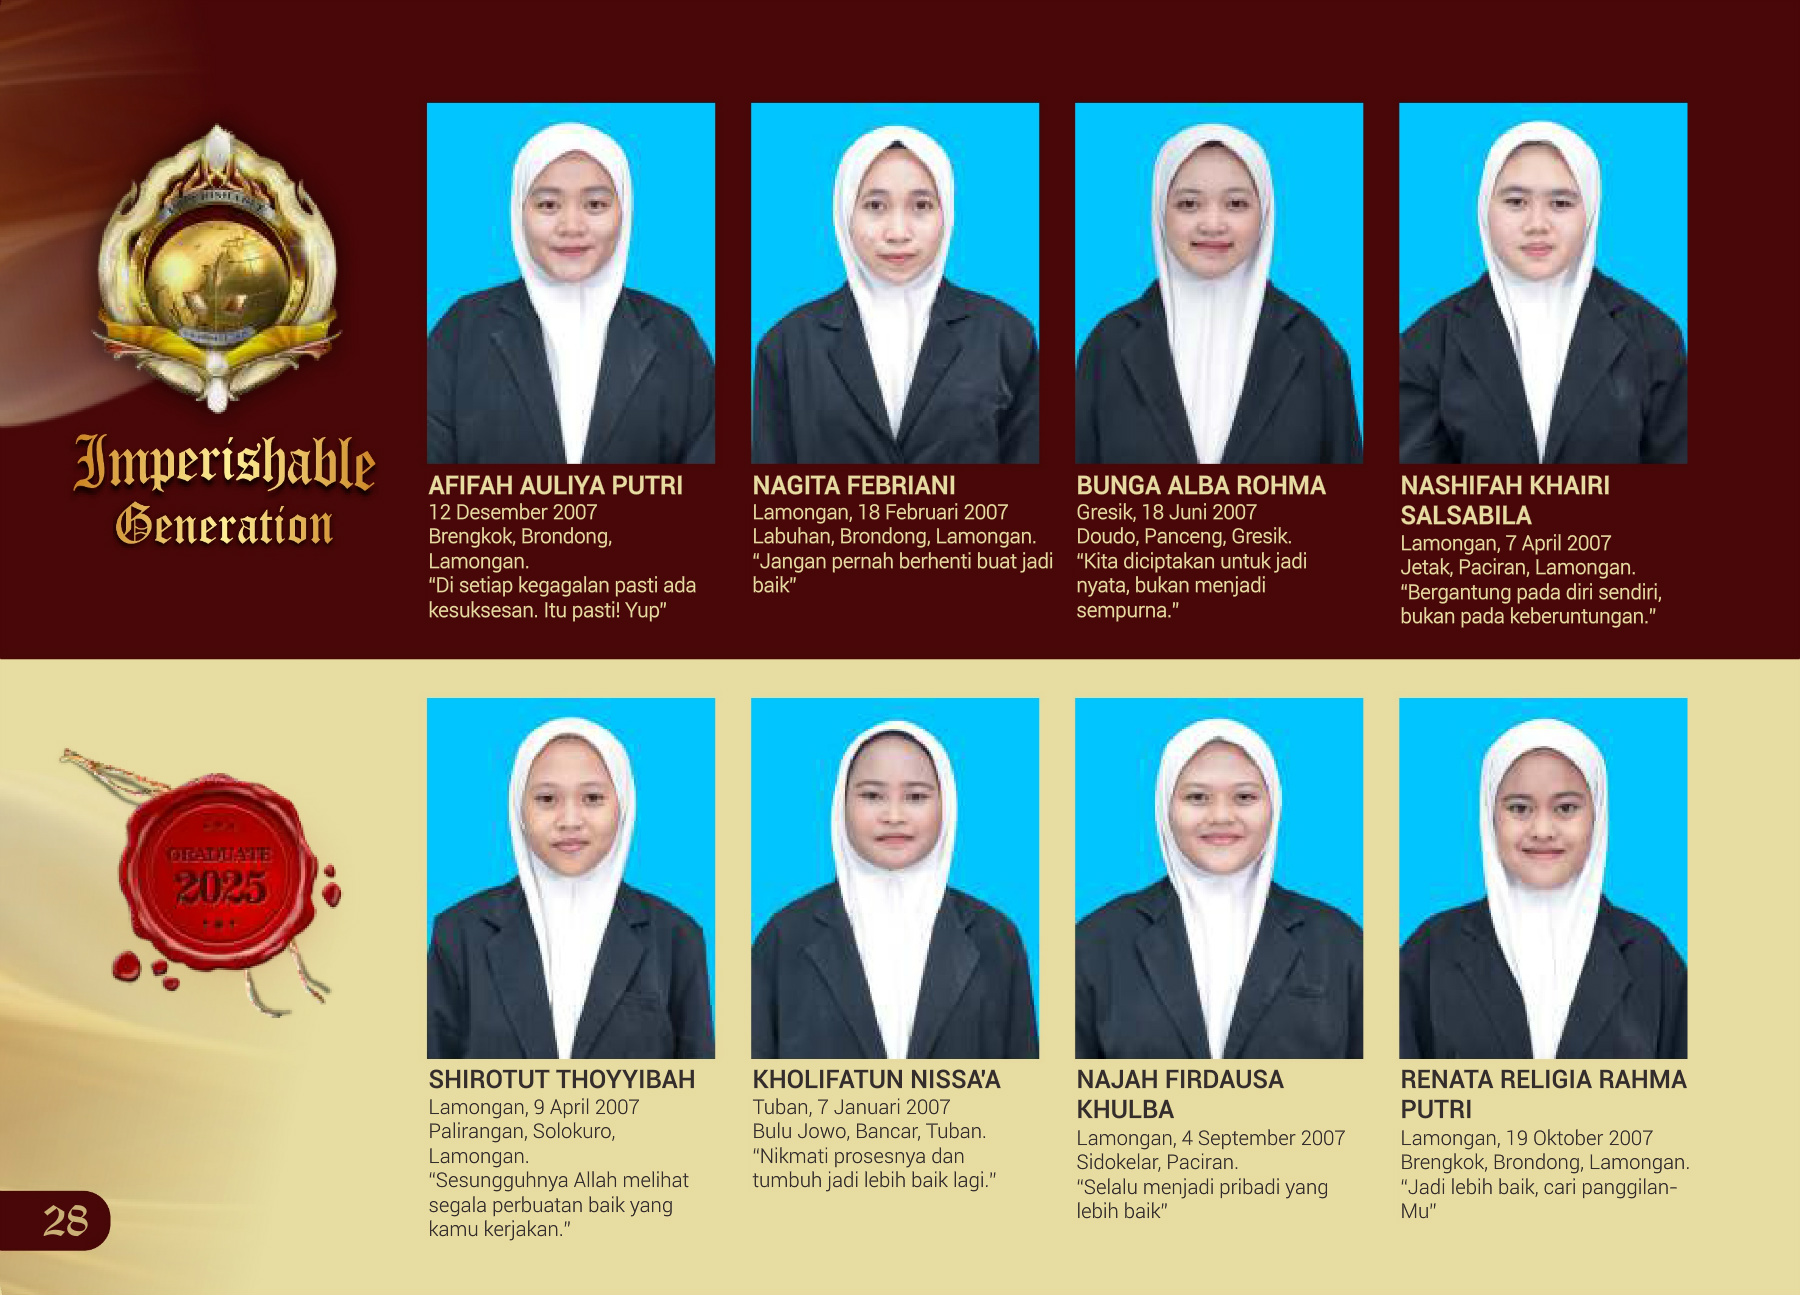 IMPERISHABLE
Imperishable
Generation
AFIFAH AULIYA PUTRI
12 Desember 2007
Brengkok, Brondong,
Lamongan.
“Di setiap kegagalan pasti ada
kesuksesan. Itu pasti! Yup”
NAGITA FEBRIANI
Lamongan, 18 Februari 2007
Labuhan, Brondong, Lamongan.
“Jangan pernah berhenti buat jadi
baik”
BUNGA ALBA ROHMA
Gresik, 18 Juni 2007
Doudo, Panceng, Gresik.
“Kita diciptakan untuk jadi
nyata, bukan menjadi
sempurna.”
NASHIFAH KHAIRI
SALSABILA
Lamongan, 7 April 2007
Jetak, Paciran, Lamongan.
“Bergantung pada diri sendiri,
bukan pada keberuntungan.”
GRADUATE
2025
SHIROTUT THOYYIBAH
Lamongan, 9 April 2007
Palirangan, Solokuro,
Lamongan.
“Sesungguhnya Allah melihat
segala perbuatan baik yang
kamu kerjakan.”
KHOLIFATUN NISSA'A
Tuban, 7 Januari 2007
Bulu Jowo, Bancar, Tuban.
“Nikmati prosesnya dan
tumbuh jadi lebih baik lagi.”
NAJAH FIRDAUSA
KHULBA
Lamongan, 4 September 2007
Sidokelar, Paciran.
“Selalu menjadi pribadi yang
lebih baik”
RENATA RELIGIA RAHMA
PUTRI
Lamongan, 19 Oktober 2007
Brengkok, Brondong, Lamongan.
“Jadi lebih baik, cari panggilan-
Mu”
28